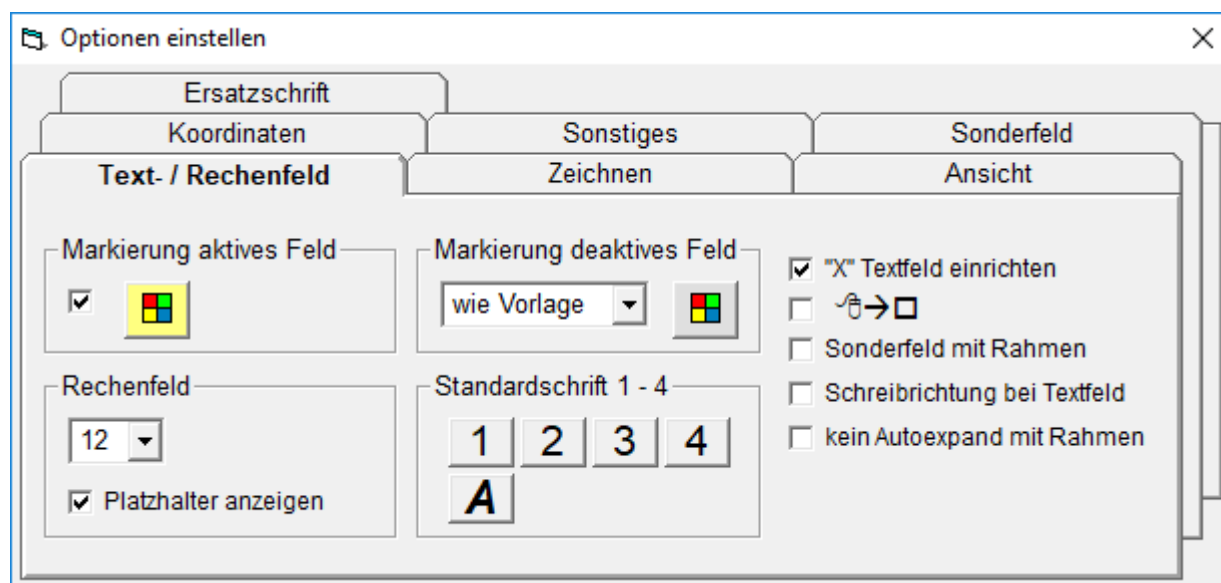 Optionen einstellen
Ersatzschrift
Koordinaten Sonstiges Sonderfeld
Text- / Rechenfeld Zeichnen Ansicht
Markierung aktives Feld
Markierung deaktives Feld
wie Vorlage
"X" Textfeld einrichten
Sonderfeld mit Rahmen
Schreibrichtung bei Textfeld
kein Autoexpand mit Rahmen
Rechenfeld
12
Platzhalter anzeigen
Standardschrift 1 - 4
1 2 3 4
A